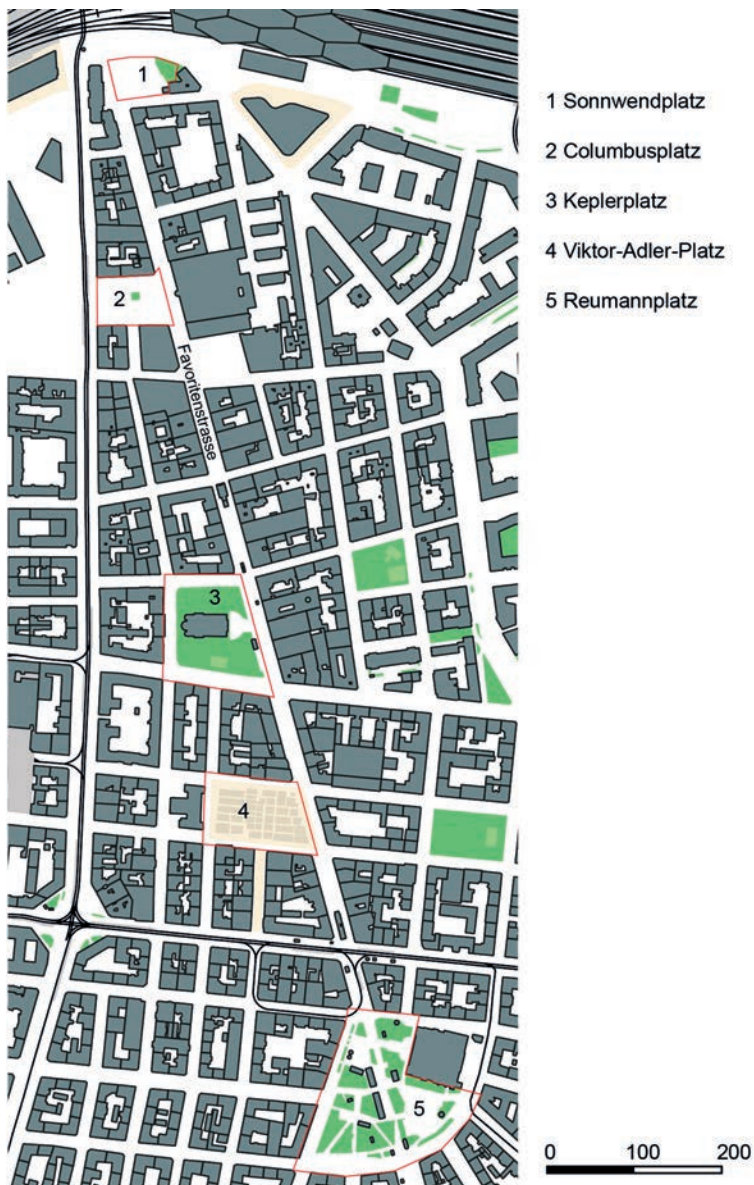 1
2
Favoritenstrasse
3
4
5
1 Sonnwendplatz
2 Columbusplatz
3 Keplerplatz
4 Viktor-Adler-Platz
5 Reumannplatz
0 100 200